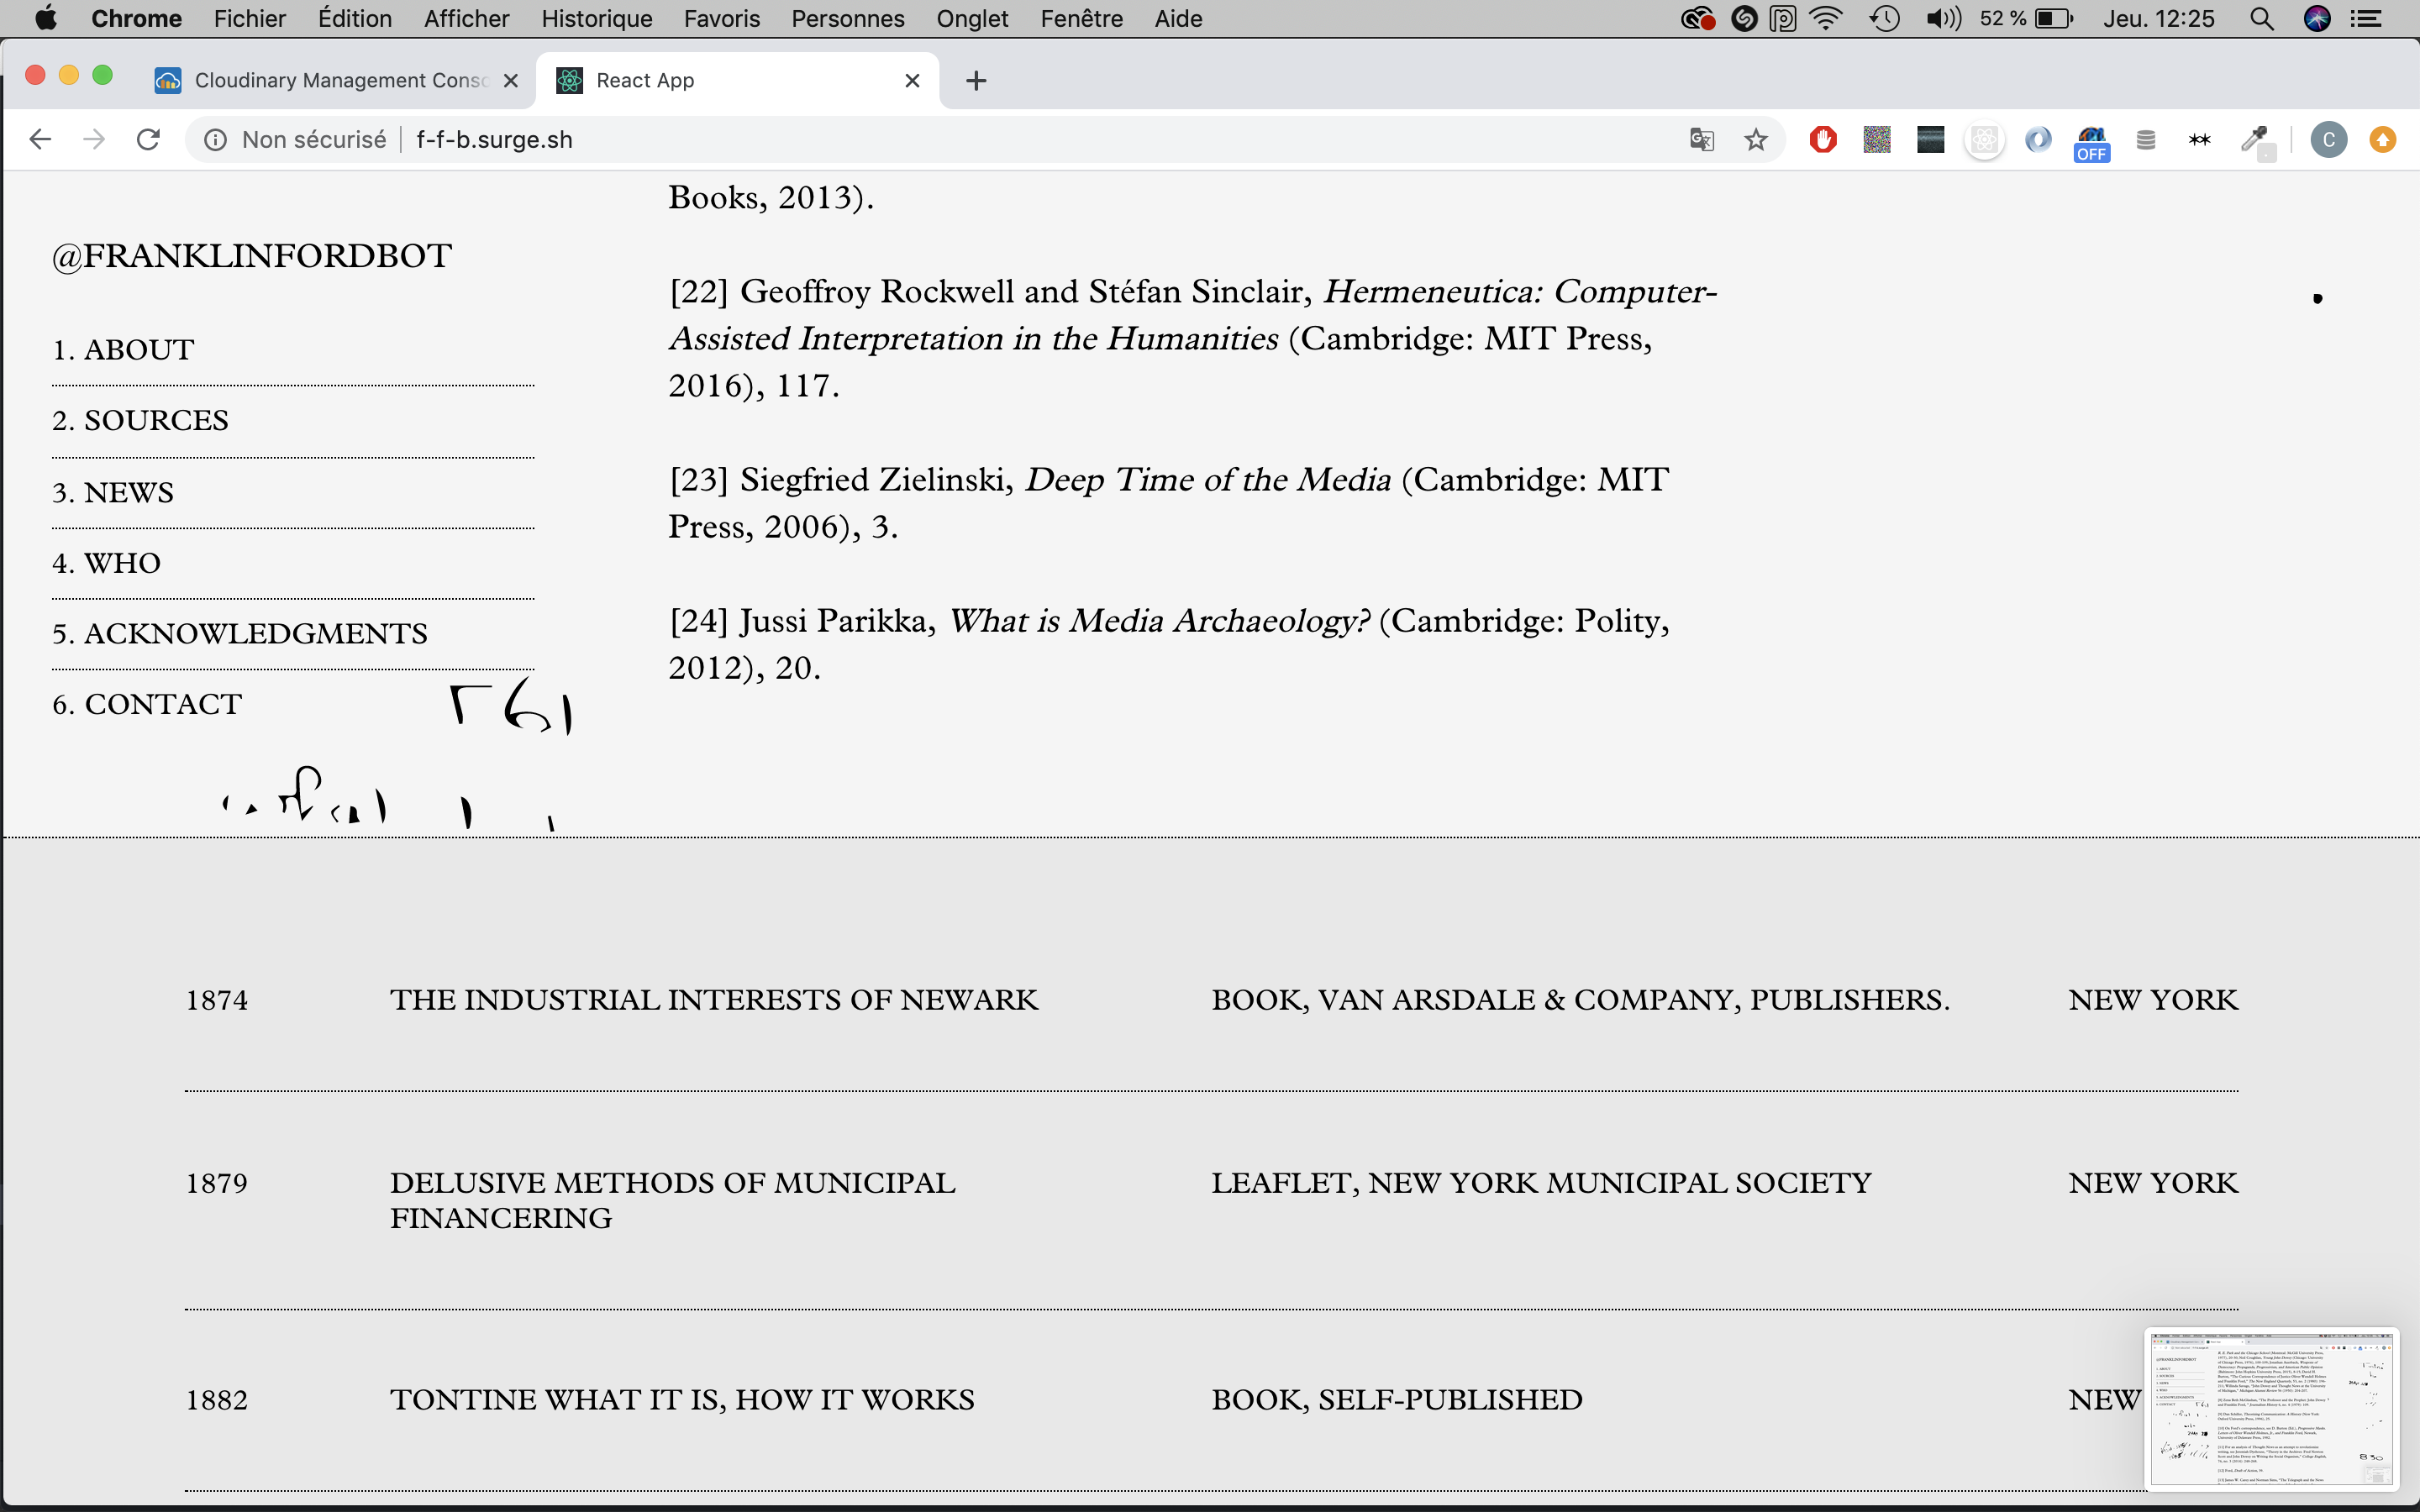 Chrome Fichier Édition Afficher Historique Favoris Personnes Onglet Fenêtre Aide 52 % Jeu. 12:25
Cloudinary Management Conso React App
Non sécurisé f-f-b.surge.sh OFF C
@FRANKLINFORDBOT
1. ABOUT
2. SOURCES
3. NEWS
4. WHO
5. ACKNOWLEDGMENTS
6. CONTACT
Books, 2013).
[22] Geoffroy Rockwell and Stéfan Sinclair, Hermeneutica: Computer-
Assisted Interpretation in the Humanities (Cambridge: MIT Press,
2016), 117.
[23] Siegfried Zielinski, Deep Time of the Media (Cambridge: MIT
Press, 2006), 3.
[24] Jussi Parikka, What is Media Archaeology? (Cambridge: Polity,
2012), 20.
1874 THE INDUSTRIAL INTERESTS OF NEWARK BOOK, VAN ARSDALE & COMPANY, PUBLISHERS. NEW YORK
1879 DELUSIVE METHODS OF MUNICIPAL LEAFLET, NEW YORK MUNICIPAL SOCIETY NEW YORK
FINANCERING
1882 TONTINE WHAT IT IS, HOW IT WORKS BOOK, SELF-PUBLISHED NEW